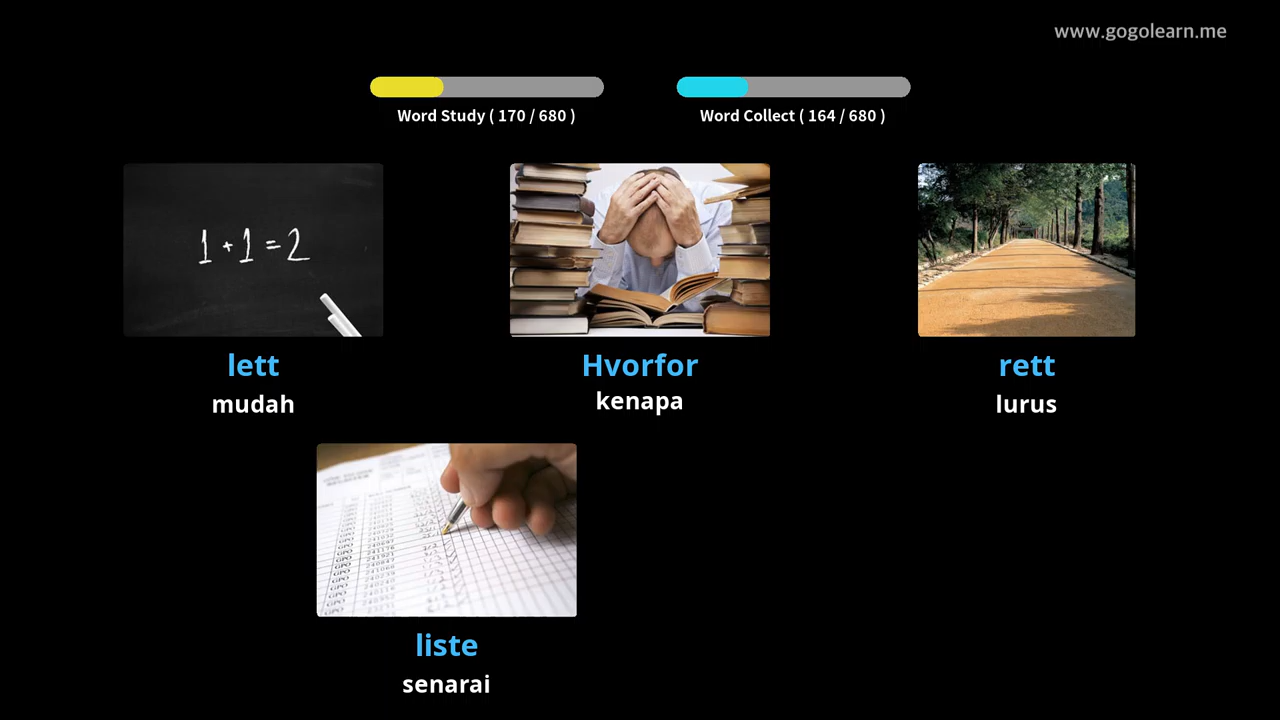 www.gogolearn.me
Word Study ( 170 / 680 )
Word Collect ( 164 / 680 )
1 + 1 = 2
lett
mudah
Hvorfor
kenapa
rett
lurus
liste
senarai